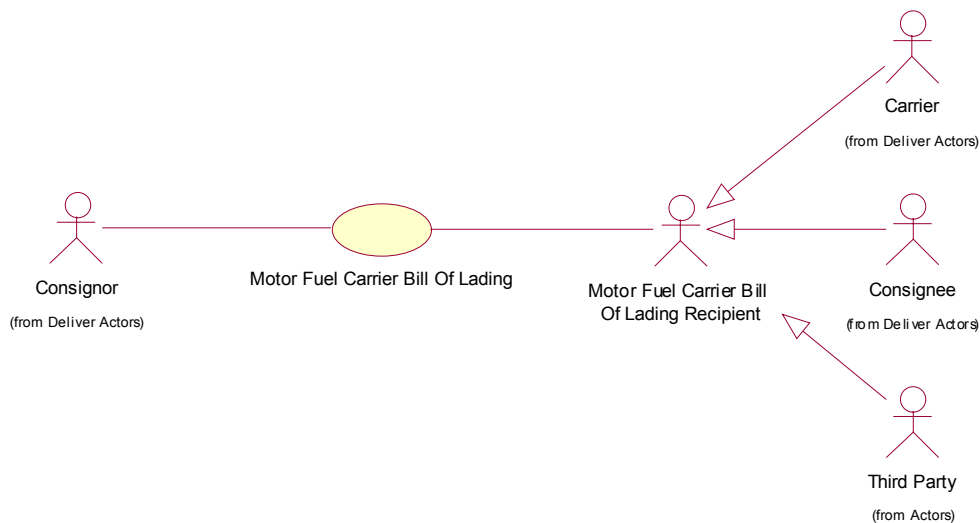 Carrier
(from Deliver Actors)
Consignor
(from Deliver Actors)
Motor Fuel Carrier Bill Of Lading
Motor Fuel Carrier Bill
Of Lading Recipient
Consignee
(from Deliver Actors)
Third Party
(from Actors)